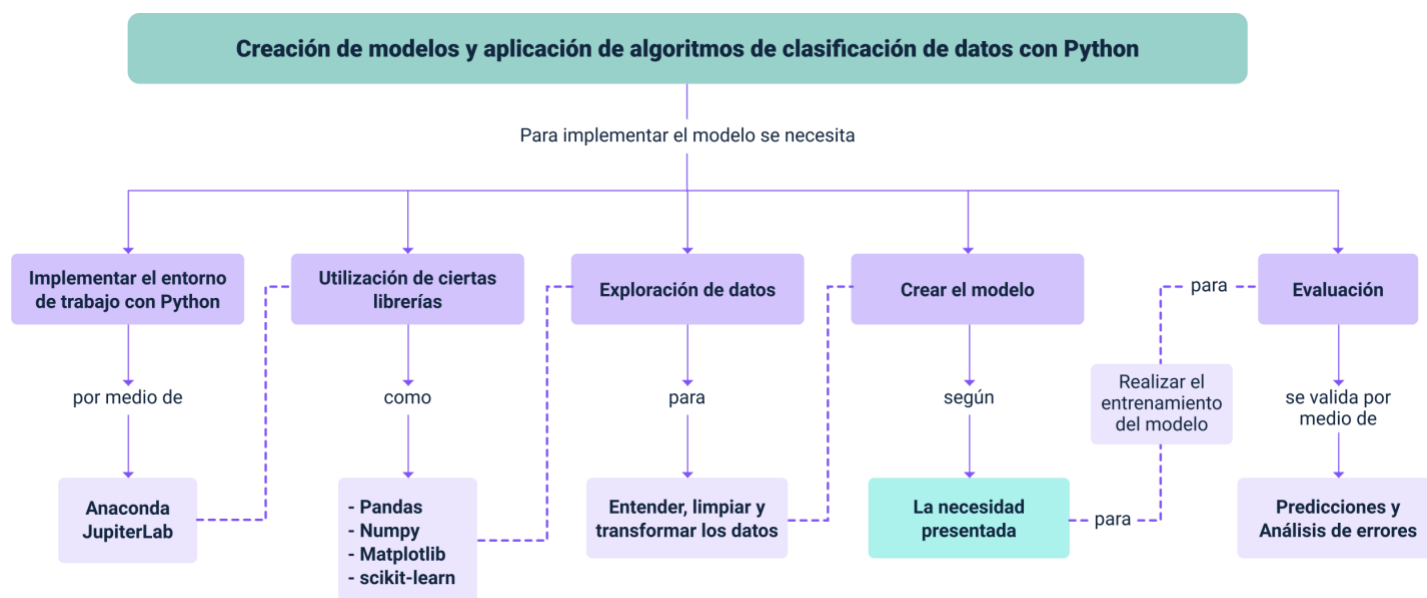 Creación de modelos y aplicación de algoritmos de clasificación de datos con Python
Para implementar el modelo se necesita
Implementar el entorno
de trabajo con Python
por medio de
Anaconda
JupiterLab
Utilización de ciertas
librerías
como
- Pandas
- Numpy
- Matplotlib
- scikit-learn
Exploración de datos
para
Entender, limpiar y
transformar los datos
Crear el modelo
según
La necesidad
presentada
para
Realizar el
entrenamiento
del modelo
para
Evaluación
se valida por
medio de
Predicciones y
Análisis de errores